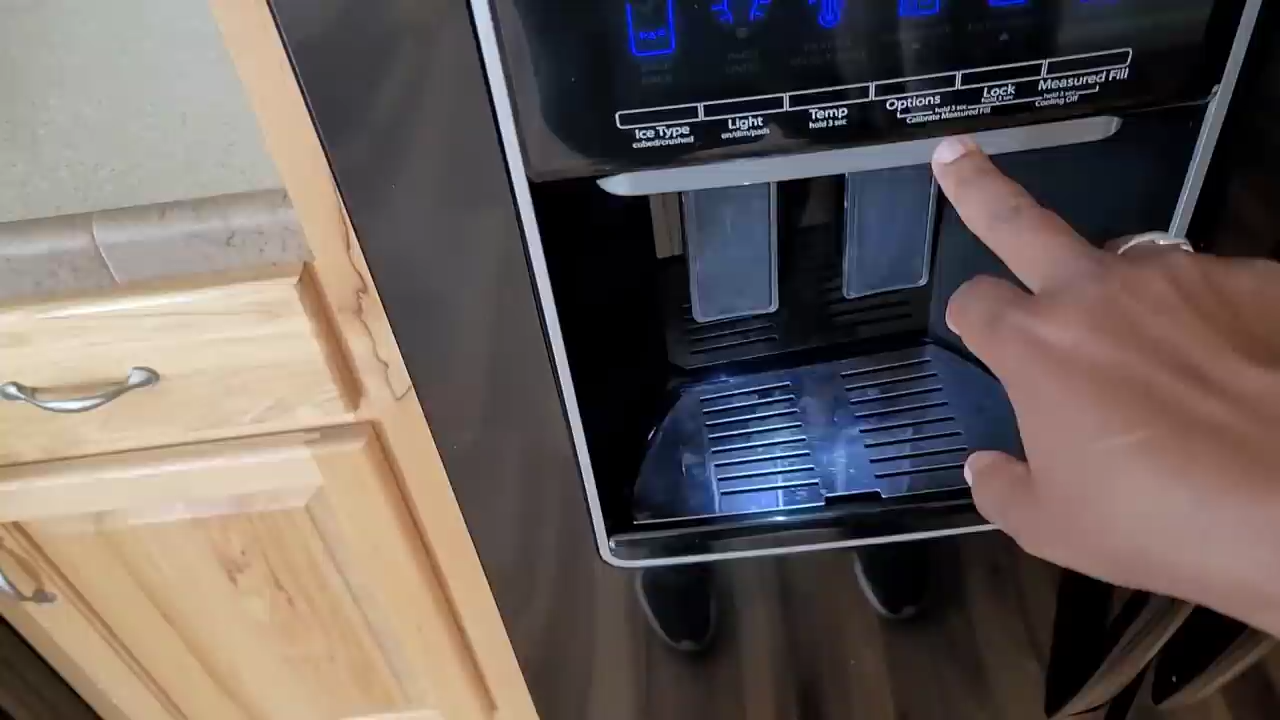 Ice Type
cubed/crushed
Light
on/dim/pads
Temp
hold 3 sec
Options
Lock
Measured Fill
hold 3 sec
hold 3 sec
hold 3 sec
Calibrate Measured Fill
Cooling Off